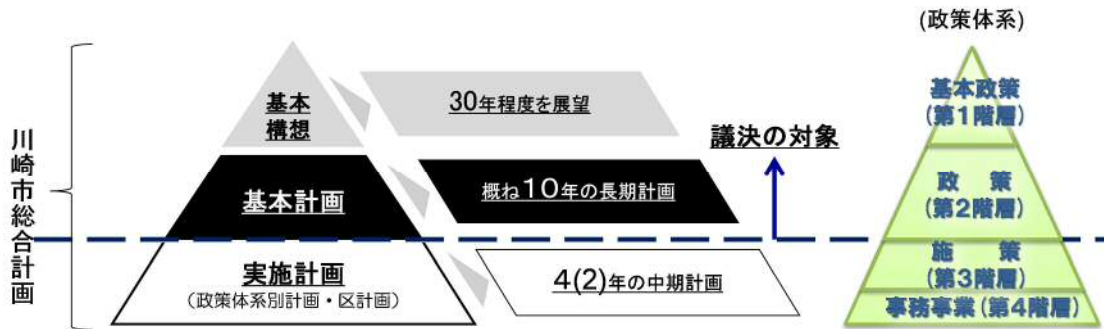 川崎市総合計画
基本
構想
30年程度を展望
基本計画
概ね10年の長期計画
実施計画
(政策体系別計画・区計画)
4(2)年の中期計画
議決の対象
(政策体系)
基本政策
(第1階層)
政　策
(第2階層)
施　策
(第3階層)
事務事業(第4階層)